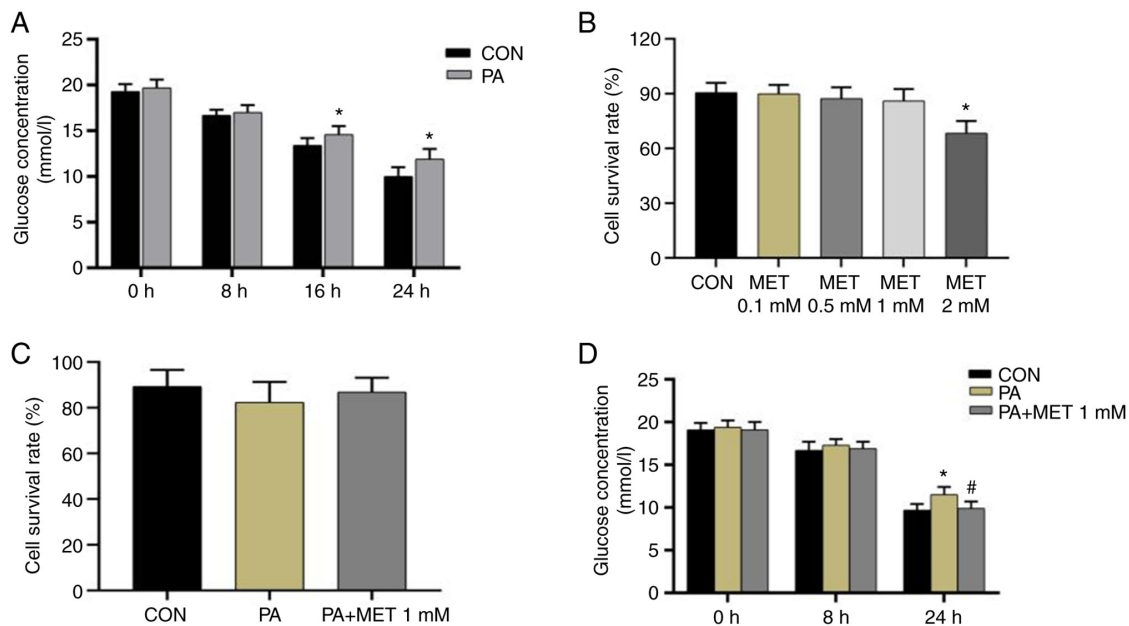 A
Glucose concentration
(mmol/l)
25
20
15
10
5
0
CON
PA
*
*
0 h
8 h
16 h
24 h
B
Cell survival rate (%)
120
90
60
30
0
*
CON
MET
0.1 mM
MET
0.5 mM
MET
1 mM
MET
2 mM
C
Cell survival rate (%)
100
80
60
40
20
0
CON
PA
PA+MET 1 mM
D
Glucose concentration
(mmol/l)
25
20
15
10
5
0
CON
PA
PA+MET 1 mM
*
#
0 h
8 h
24 h